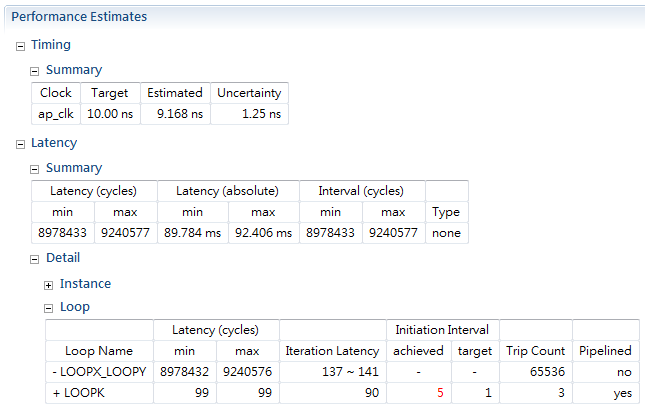 Performance Estimates
Timing
Summary
Clock Target Estimated Uncertainty
ap_clk 10.00 ns 9.168 ns 1.25 ns
Latency
Summary
Latency (cycles) Latency (absolute) Interval (cycles)
min max min max min max Type
8978433 9240577 89.784 ms 92.406 ms 8978433 9240577 none
Detail
Instance
Loop
Latency (cycles) Initiation Interval
Loop Name min max Iteration Latency achieved target Trip Count Pipelined
- LOOPX_LOOPY 8978432 9240576 137 ~ 141 - - 65536 no
+ LOOPK 99 99 90 5 1 3 yes